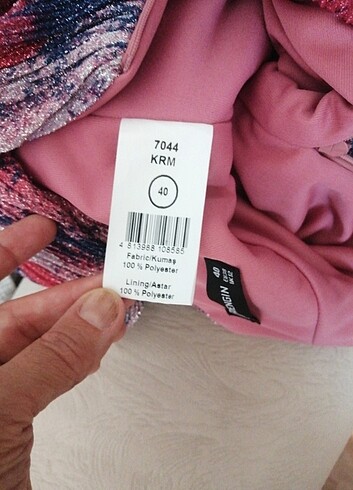 7044
KRM
40
4 813988 108585
Fabric/Kumaş
100 % Polyester
Lining/Astar
100 % Polyester
40